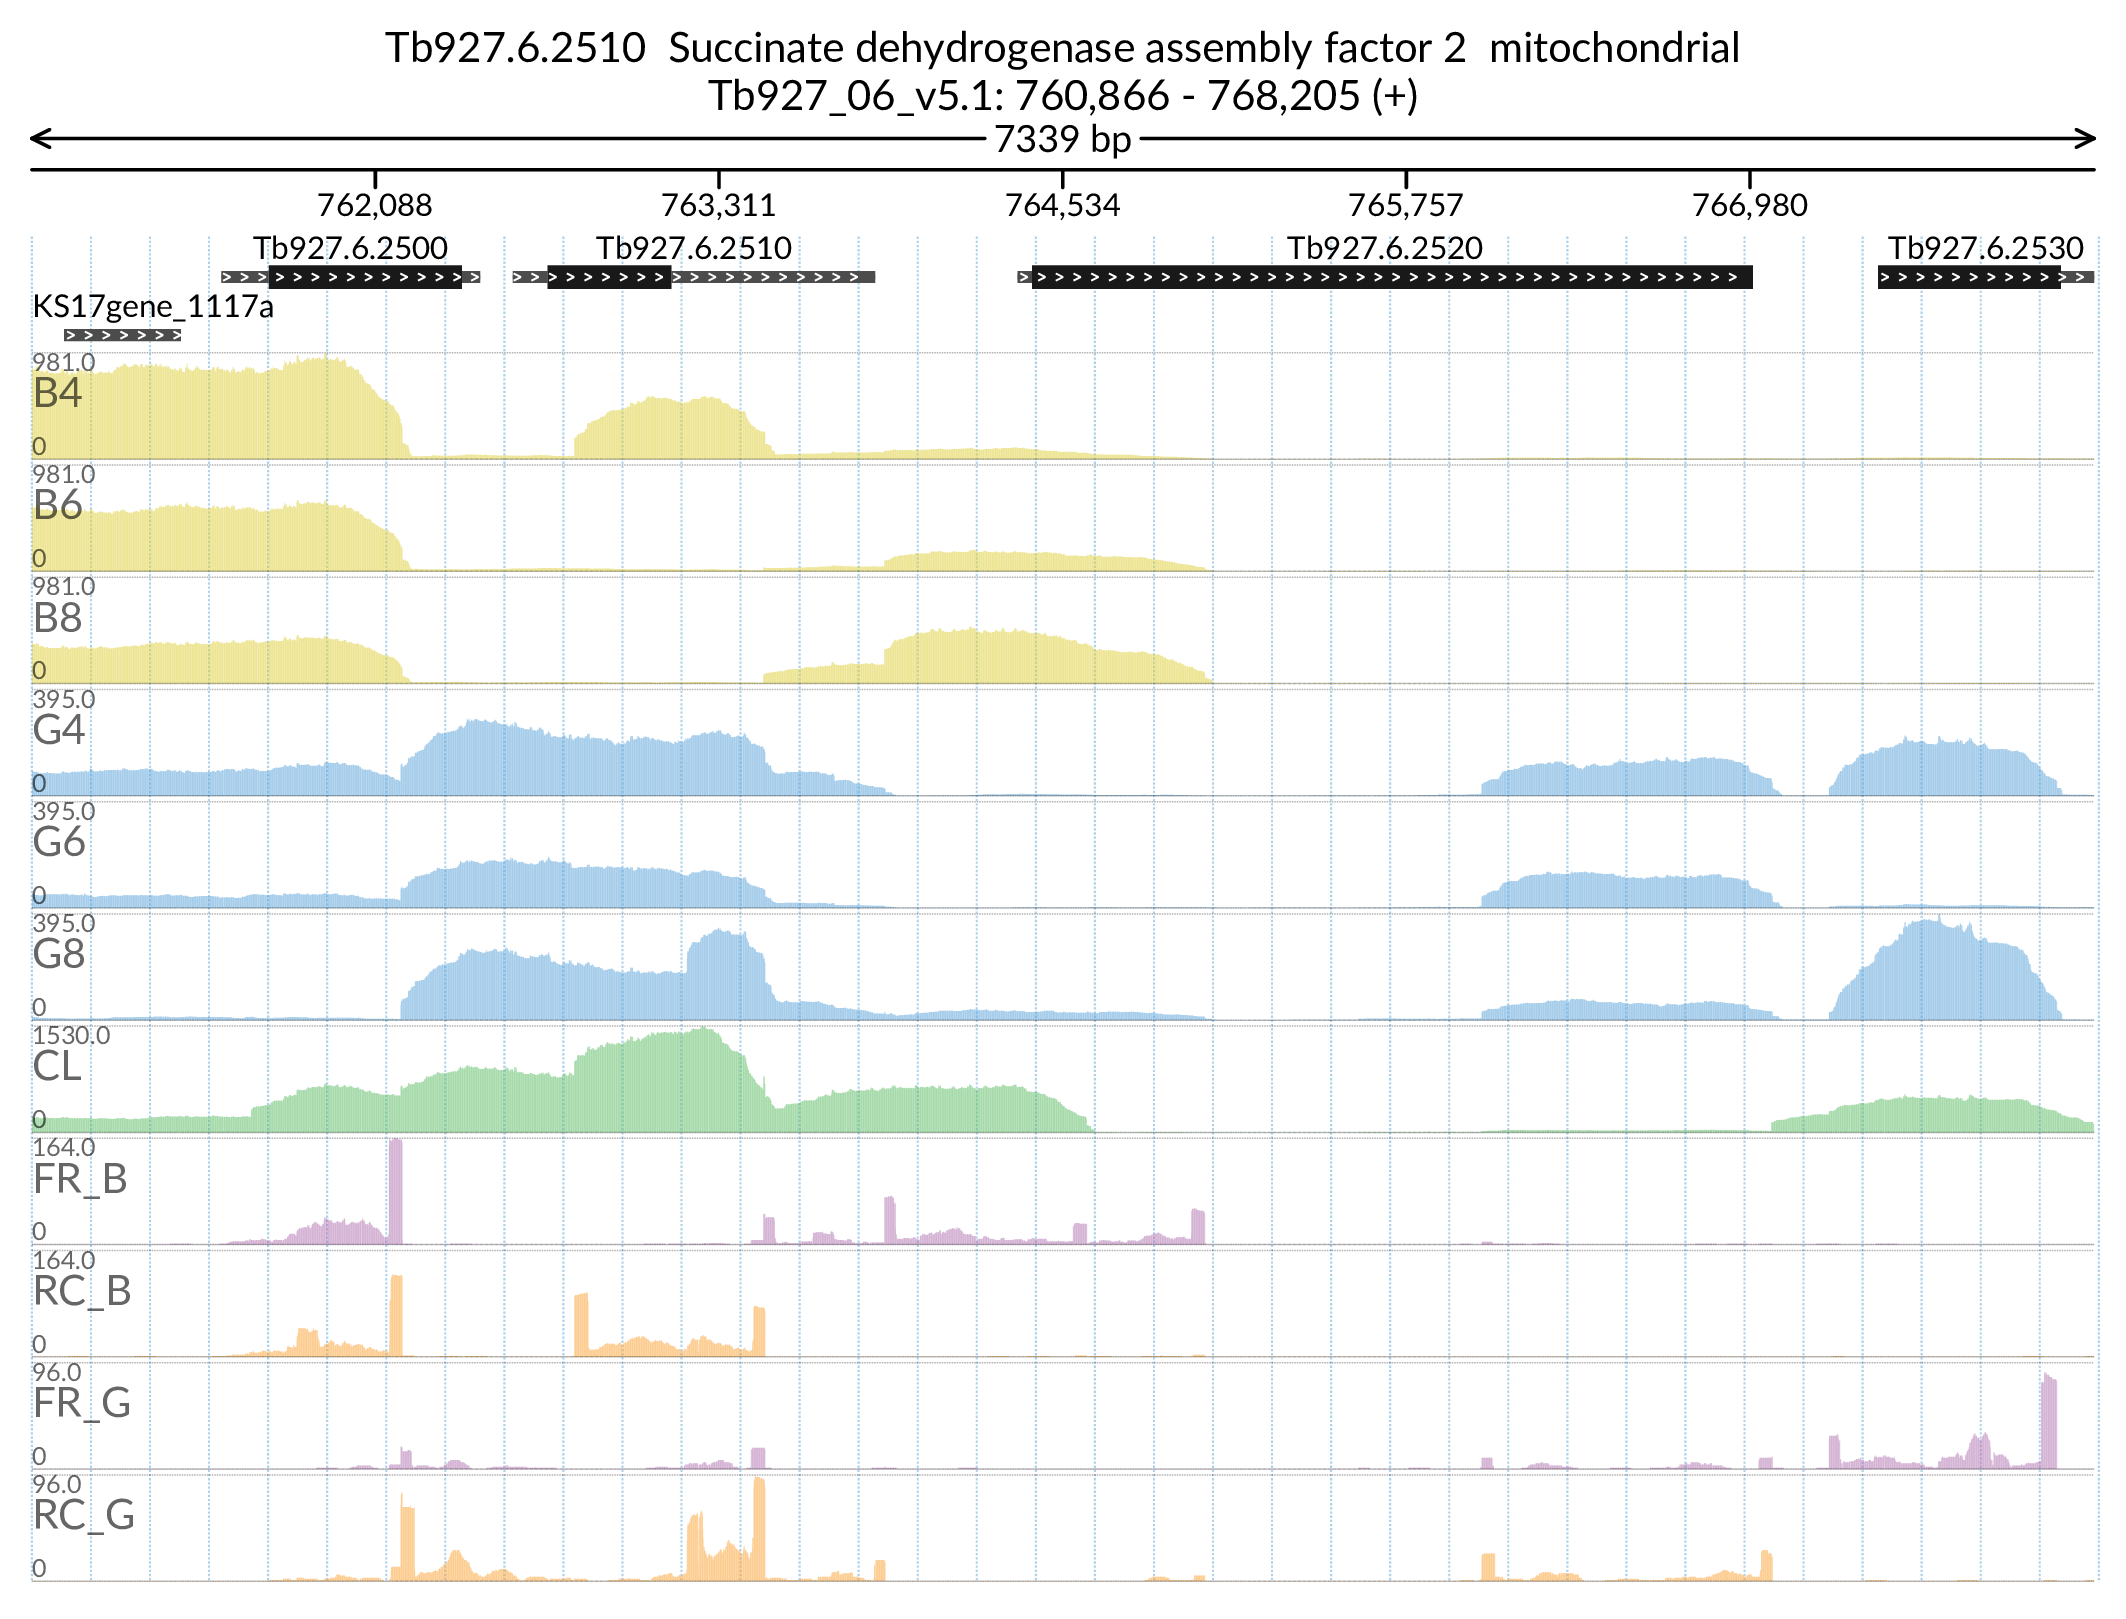 Tb927.6.2510  Succinate dehydrogenase assembly factor 2  mitochondrial
Tb927_06_v5.1: 760,866 - 768,205 (+)
7339 bp
762,088 763,311 764,534 765,757 766,980
Tb927.6.2500 Tb927.6.2510 Tb927.6.2520 Tb927.6.2530
KS17gene_1117a
981.0
B4
0
981.0
B6
0
981.0
B8
0
395.0
G4
0
395.0
G6
0
395.0
G8
0
1530.0
CL
0
164.0
FR_B
0
164.0
RC_B
0
96.0
FR_G
0
96.0
RC_G
0